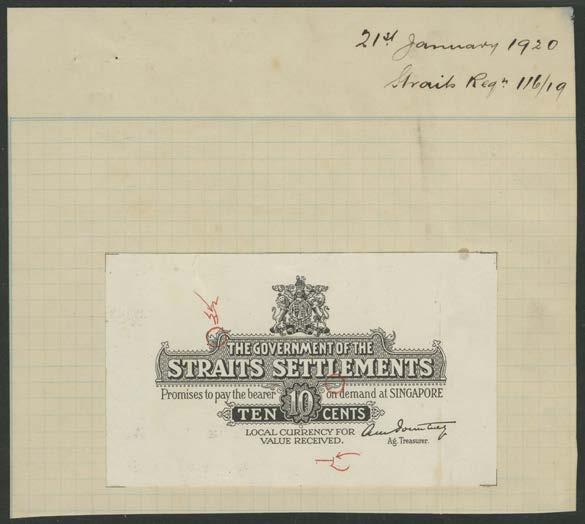 21st January 1920
Straits Reqn 116/19
THE GOVERNMENT OF THE
STRAITS SETTLEMENTS
Promises to pay the bearer on demand at SINGAPORE
10
TEN CENTS
LOCAL CURRENCY FOR
VALUE RECEIVED.
Ag. Treasurer.